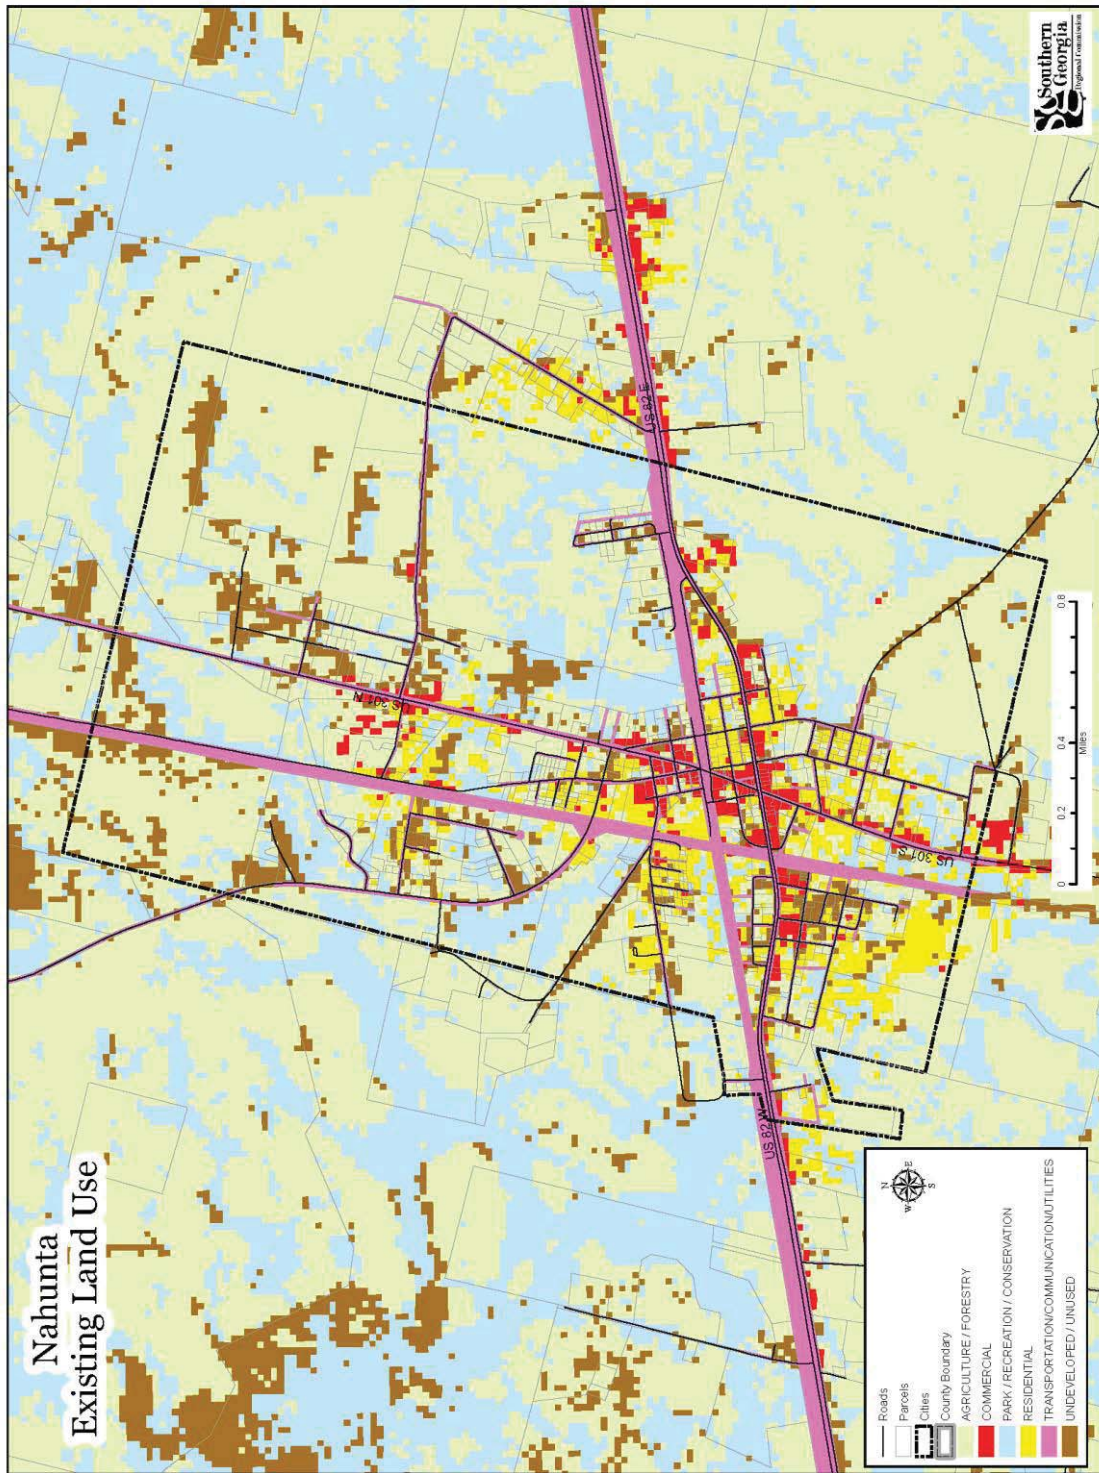 Nahunta
Existing Land Use
Southern
Georgia
Regional Commission
US 82 E
US 301 N
US 301 S
US 82 W
0 0.2 0.4 0.8
Miles
N
W E
S
Roads
Parcels
Cities
County Boundary
AGRICULTURE / FORESTRY
COMMERCIAL
PARK / RECREATION / CONSERVATION
RESIDENTIAL
TRANSPORTATION/COMMUNICATION/UTILITIES
UNDEVELOPED / UNUSED